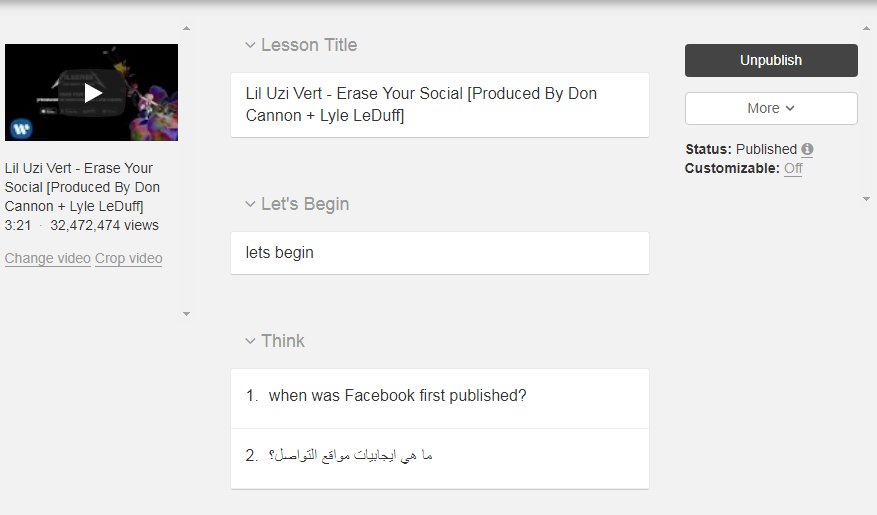 Lil Uzi Vert - Erase Your
Social [Produced By Don
Cannon + Lyle LeDuff]
3:21 · 32,472,474 views
Change video Crop video
Lesson Title
Lil Uzi Vert - Erase Your Social [Produced By Don
Cannon + Lyle LeDuff]
Let's Begin
lets begin
Think
1. when was Facebook first published?
2. ما هي ايجابيات مواقع التواصل؟
Unpublish
More
Status: Published
Customizable: Off